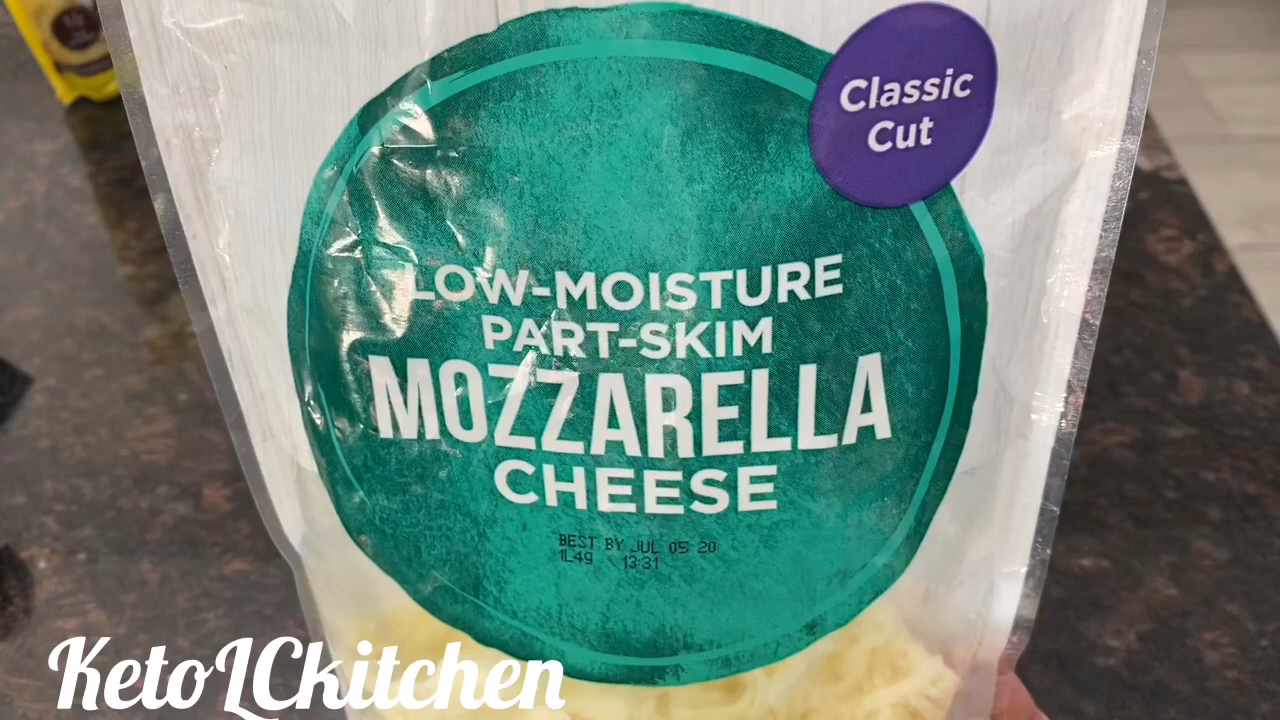 Classic
Cut
LOW-MOISTURE
PART-SKIM
MOZZARELLA
CHEESE
BEST BY JUL 05 20
1L49 13:31
KetoLCkitchen